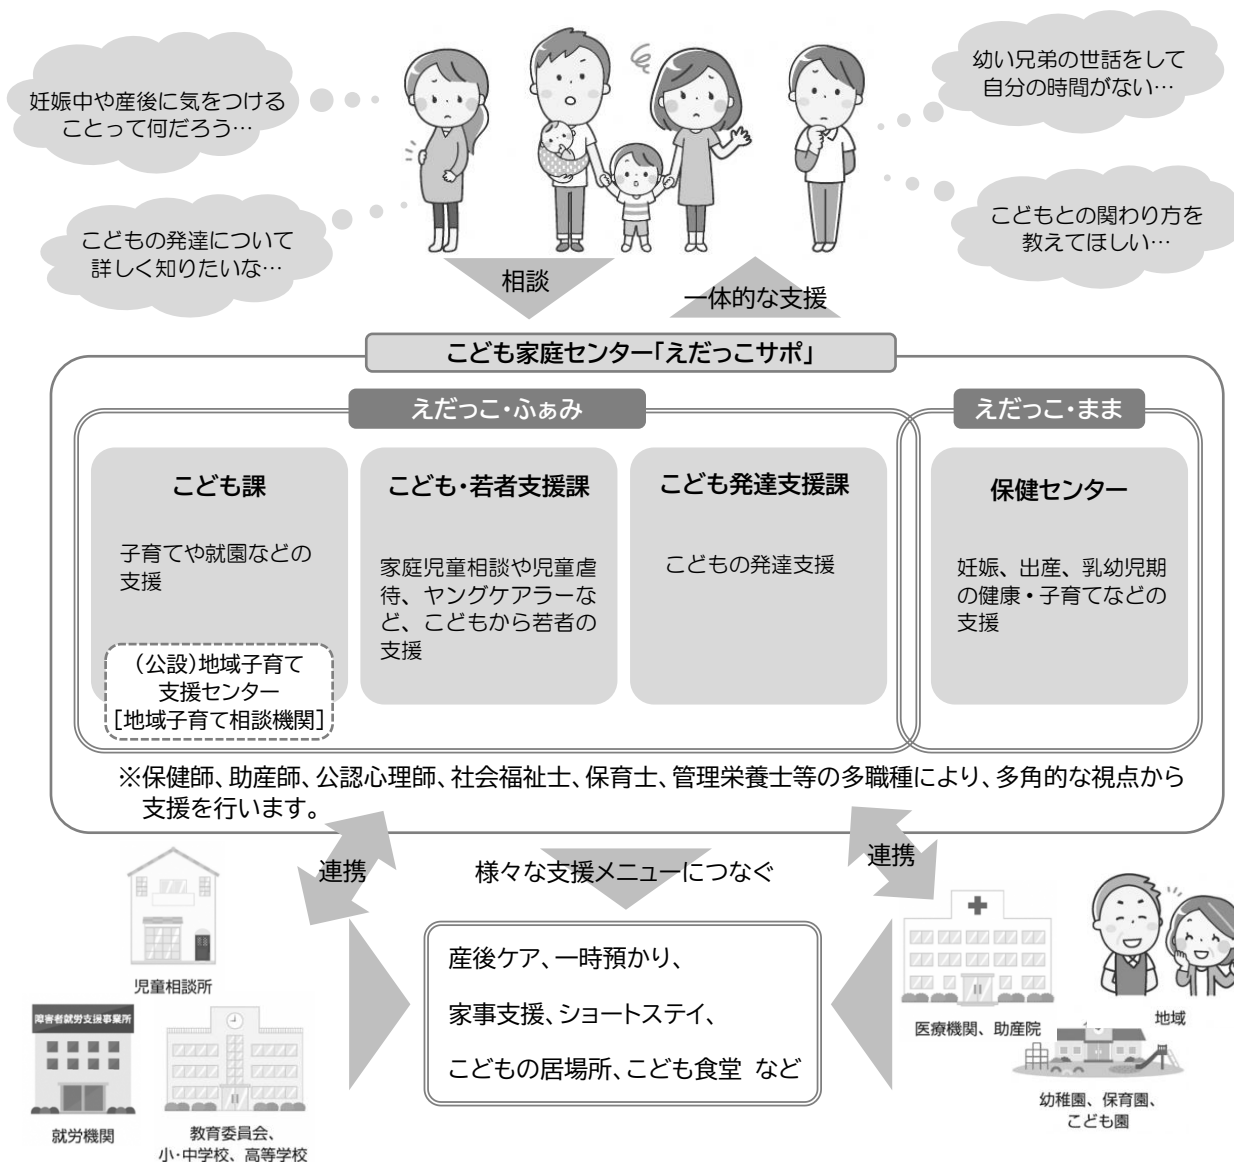 妊娠中や産後に気をつける
ことって何だろう…
こどもの発達について
詳しく知りたいな…
幼い兄弟の世話をして
自分の時間がない…
こどもとの関わり方を
教えてほしい…
相談
一体的な支援
こども家庭センター「えだっこサポ」
えだっこ・ふぁみ
えだっこ・まま
こども課
子育てや就園などの
支援
(公設)地域子育て
支援センター
[地域子育て相談機関]
こども・若者支援課
家庭児童相談や児童虐
待、ヤングケアラーな
ど、こどもから若者の
支援
こども発達支援課
こどもの発達支援
保健センター
妊娠、出産、乳幼児期
の健康・子育てなどの
支援
※保健師、助産師、公認心理師、社会福祉士、保育士、管理栄養士等の多職種により、多角的な視点から
支援を行います。
連携
様々な支援メニューにつなぐ
連携
産後ケア、一時預かり、
家事支援、ショートステイ、
こどもの居場所、こども食堂 など
児童相談所
障害者就労支援事業所
就労機関
教育委員会、
小・中学校、高等学校
医療機関、助産院
地域
幼稚園、保育園、
こども園